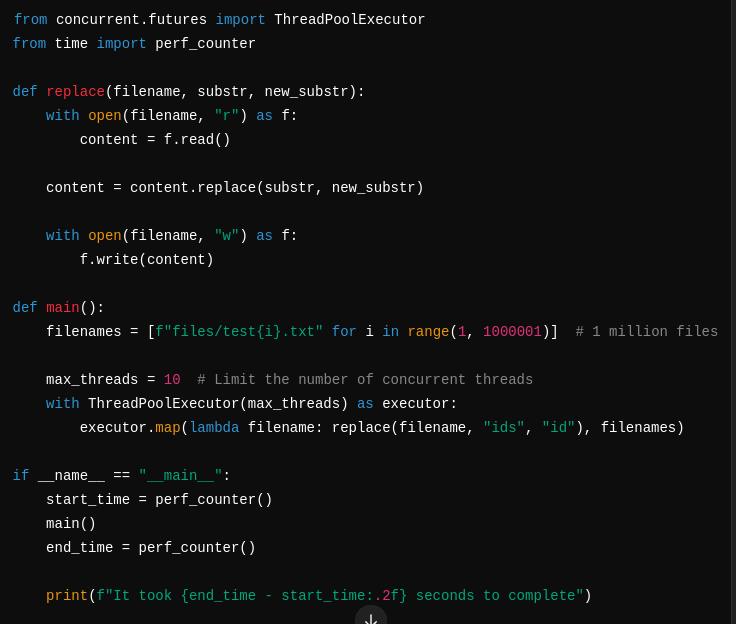 from concurrent.futures import ThreadPoolExecutor
from time import perf_counter

def replace(filename, substr, new_substr):
    with open(filename, "r") as f:
        content = f.read()

    content = content.replace(substr, new_substr)

    with open(filename, "w") as f:
        f.write(content)

def main():
    filenames = [f"files/test{i}.txt" for i in range(1, 1000001)]  # 1 million files

    max_threads = 10  # Limit the number of concurrent threads
    with ThreadPoolExecutor(max_threads) as executor:
        executor.map(lambda filename: replace(filename, "ids", "id"), filenames)

if __name__ == "__main__":
    start_time = perf_counter()
    main()
    end_time = perf_counter()

    print(f"It took {end_time - start_time:.2f} seconds to complete")